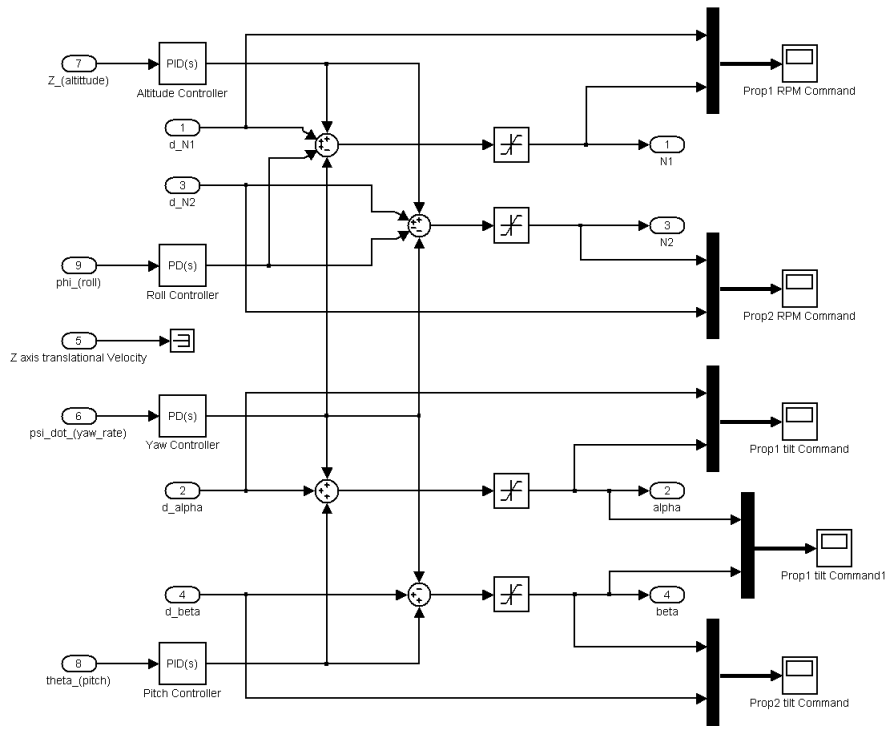 7
Z_(altittude)
PID(s)
Altitude Controller
Prop1 RPM Command
1
d_N1
1
N1
3
d_N2
3
N2
9
phi_(roll)
PD(s)
Roll Controller
Prop2 RPM Command
5
Z axis translational Velocity
6
psi_dot_(yaw_rate)
PD(s)
Yaw Controller
Prop1 tilt Command
2
d_alpha
2
alpha
Prop1 tilt Command1
4
d_beta
4
beta
8
theta_(pitch)
PID(s)
Pitch Controller
Prop2 tilt Command